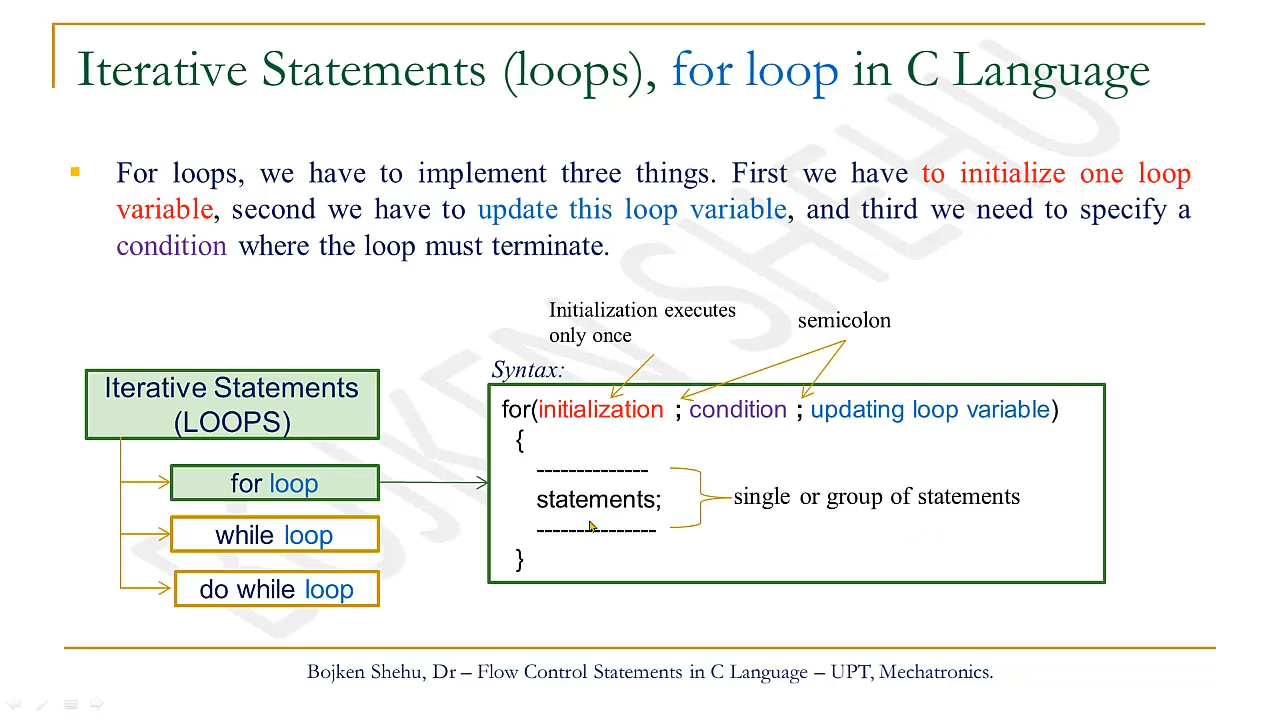 Iterative Statements (loops), for loop in C Language
For loops, we have to implement three things. First we have to initialize one loop
variable, second we have to update this loop variable, and third we need to specify a
condition where the loop must terminate.
Initialization executes
only once
semicolon
Syntax:
Iterative Statements
(LOOPS)
for loop
while loop
do while loop
for(initialization ; condition ; updating loop variable)
{
--------------
statements;
---------------
}
single or group of statements
Bojken Shehu, Dr – Flow Control Statements in C Language – UPT, Mechatronics.
BOJKEN SHEHU